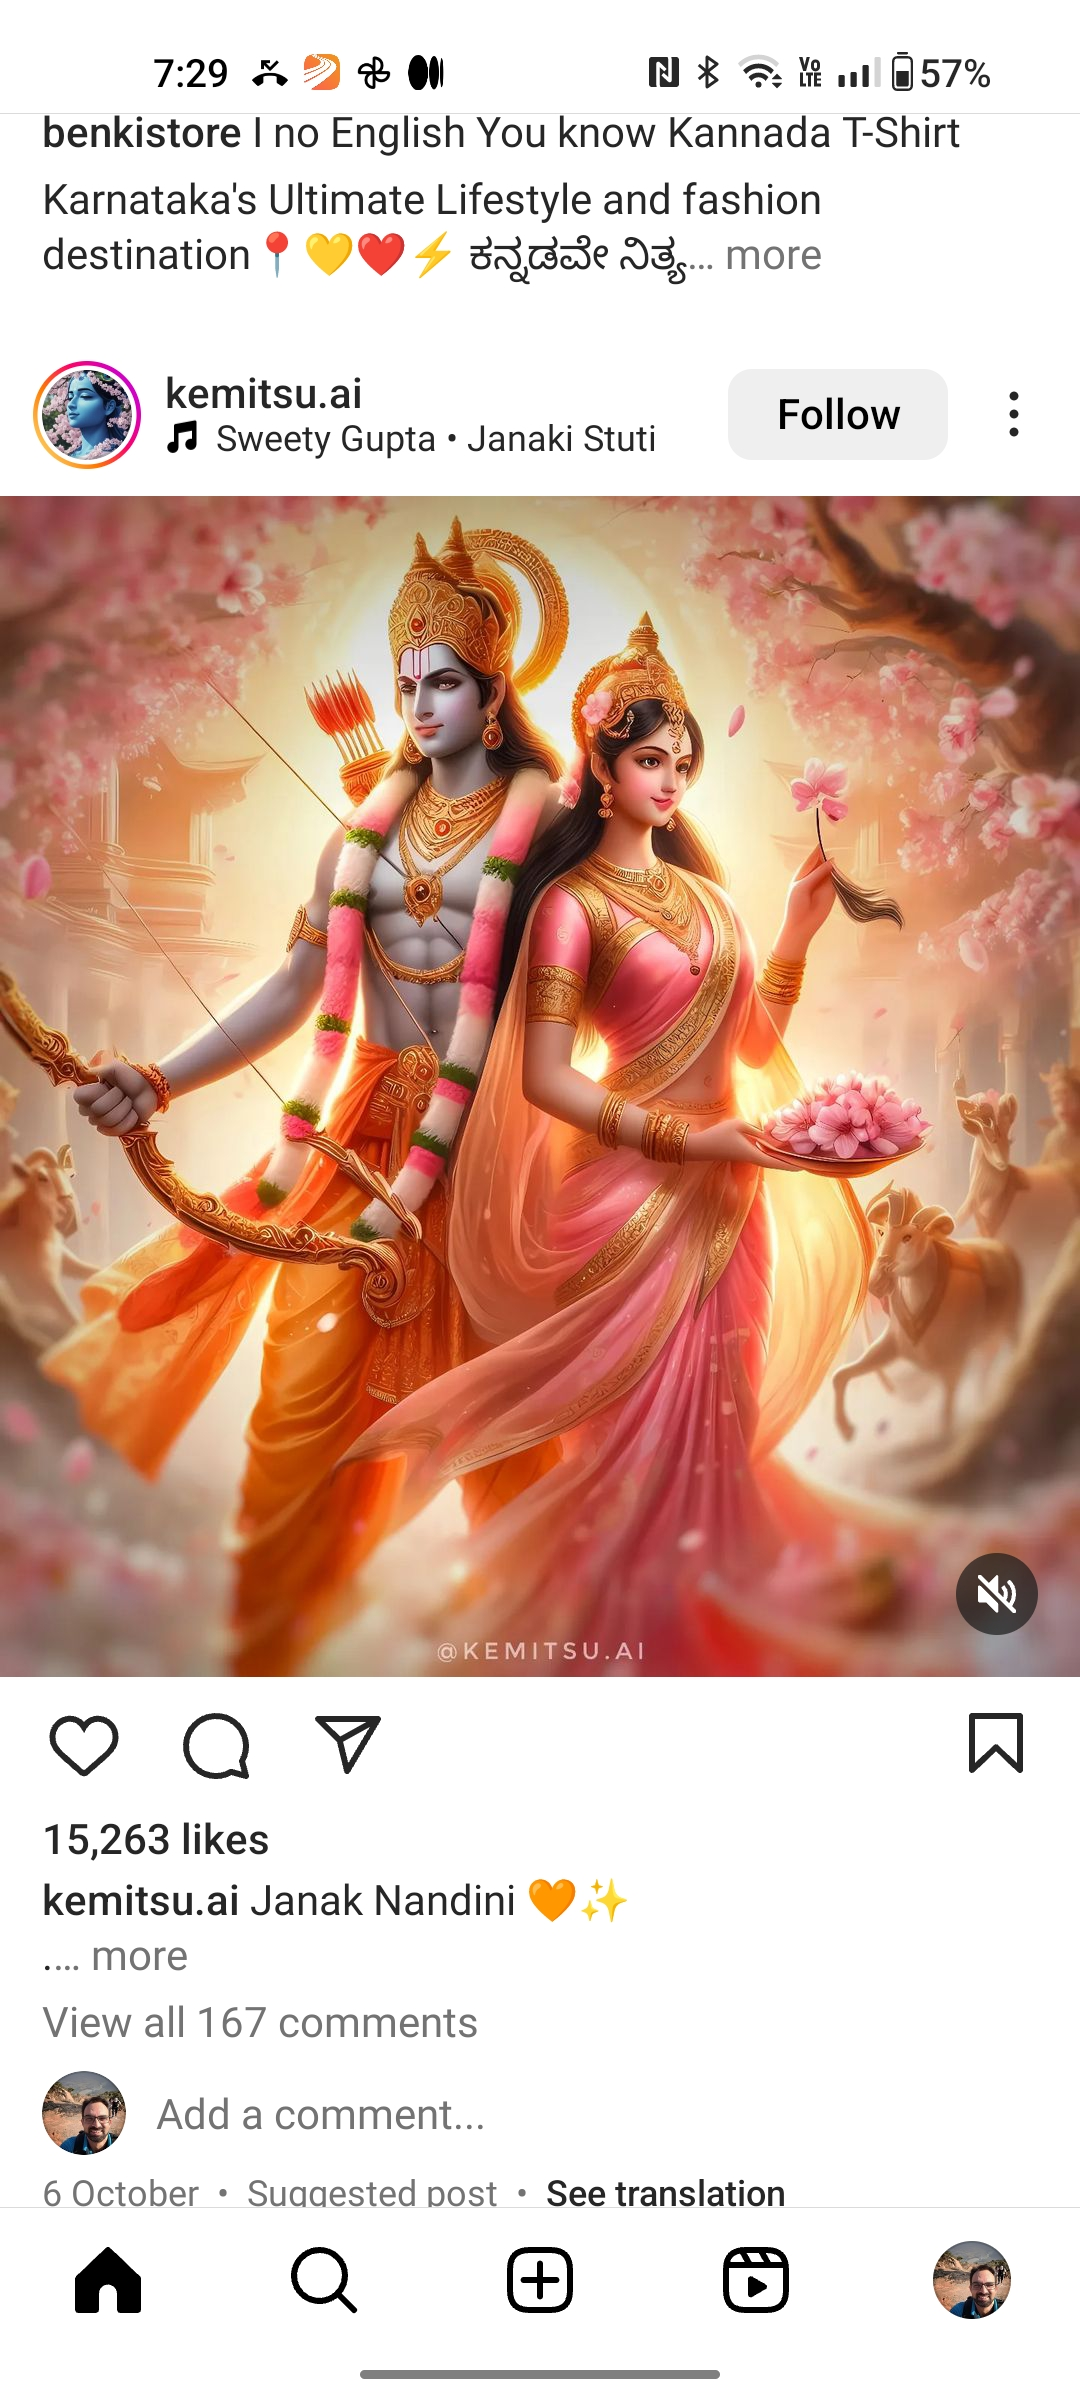 7:29
Vo
LTE
57%
benkistore I no English You know Kannada T-Shirt
Karnataka's Ultimate Lifestyle and fashion
destination📍💛❤️⚡ ಕನ್ನಡವೇ ನಿತ್ಯ... more
kemitsu.ai
Follow
Sweety Gupta • Janaki Stuti
@KEMITSU.AI
15,263 likes
kemitsu.ai Janak Nandini 🧡✨
.... more
View all 167 comments
Add a comment...
6 October • Suggested post • See translation